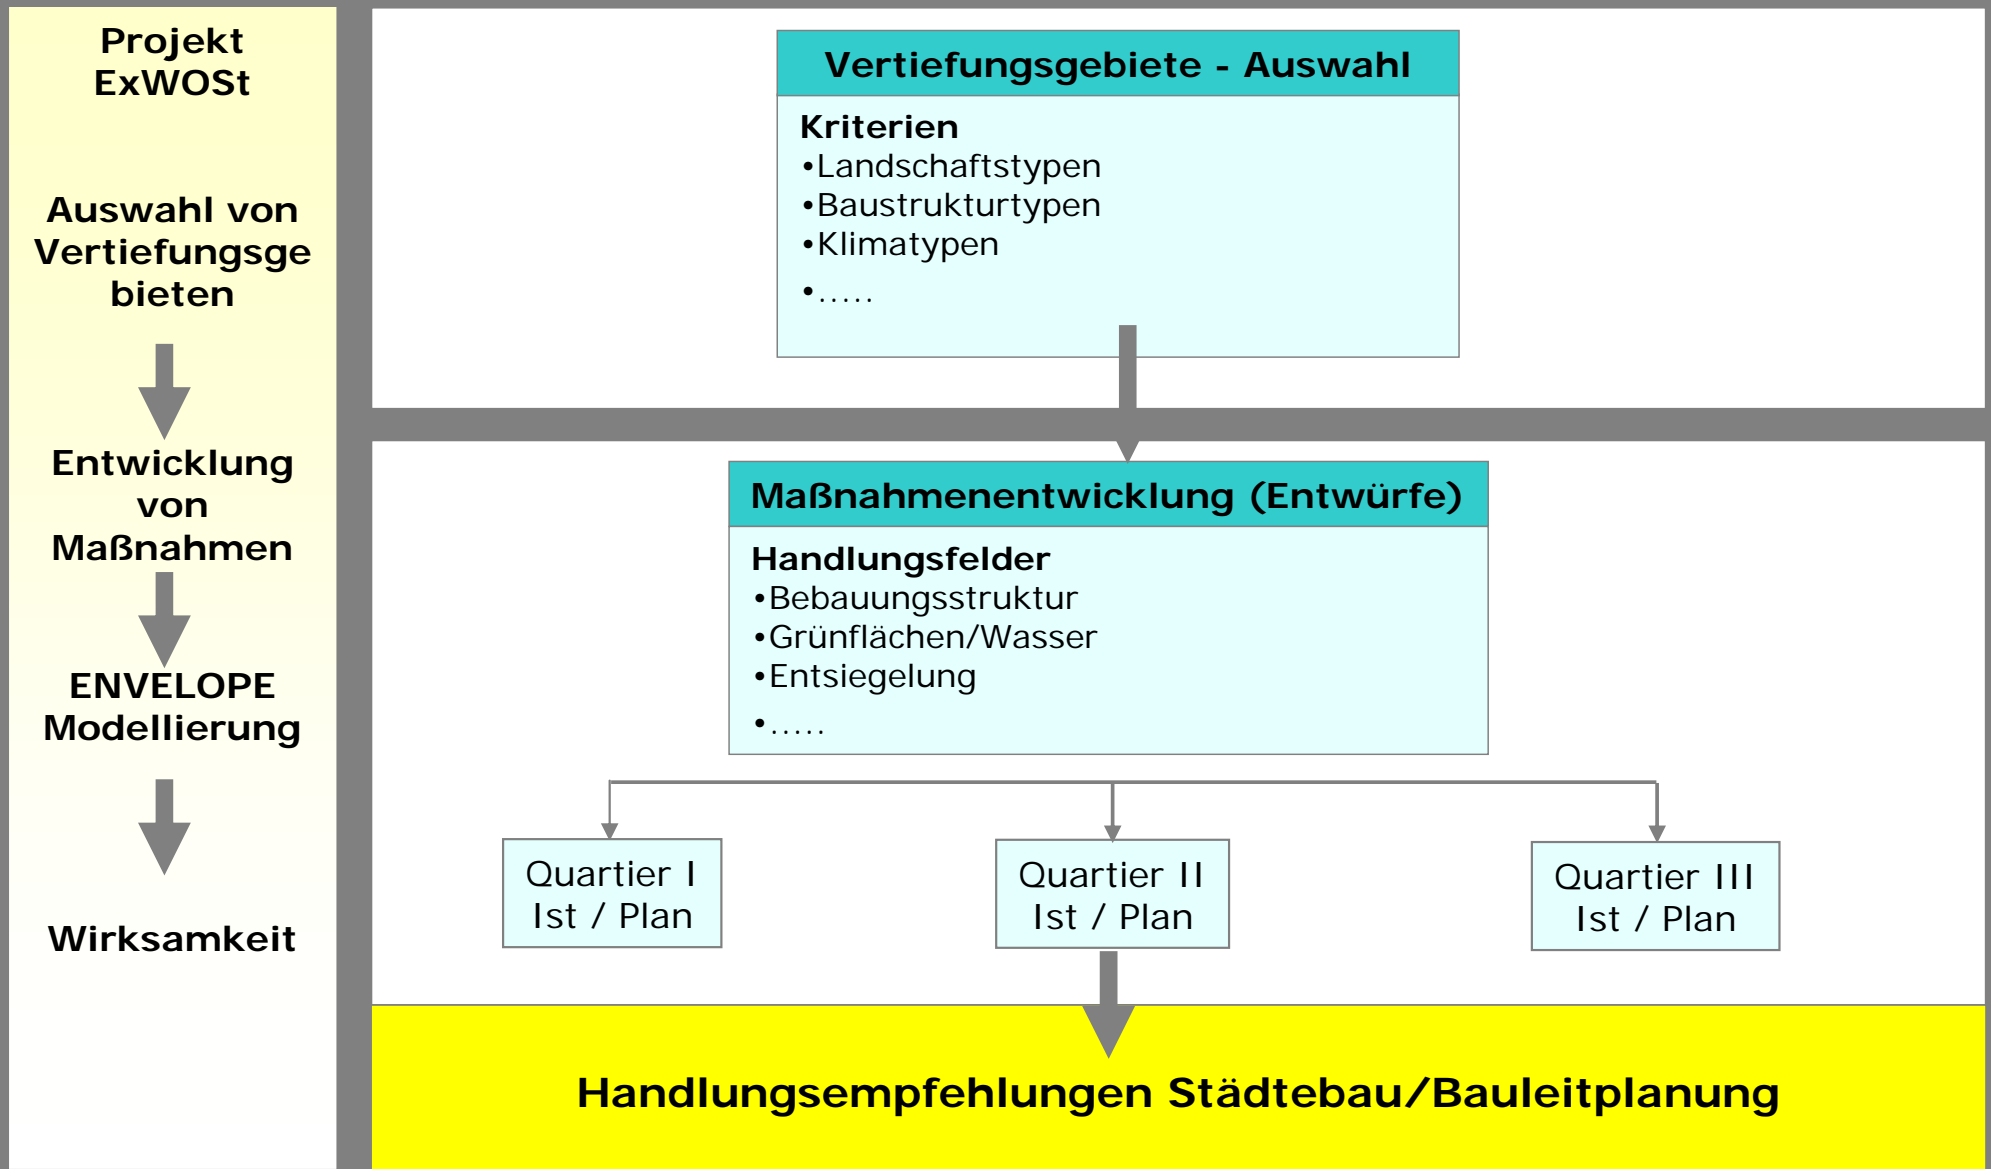 Projekt
ExWOSt
Auswahl von
Vertiefungsge
bieten
Entwicklung
von
Maßnahmen
ENVELOPE
Modellierung
Wirksamkeit
Vertiefungsgebiete - Auswahl
Kriterien
•Landschaftstypen
•Baustrukturtypen
•Klimatypen
•.....
Maßnahmenentwicklung (Entwürfe)
Handlungsfelder
•Bebauungsstruktur
•Grünflächen/Wasser
•Entsiegelung
•.....
Quartier I
Ist / Plan
Quartier II
Ist / Plan
Quartier III
Ist / Plan
Handlungsempfehlungen Städtebau/Bauleitplanung